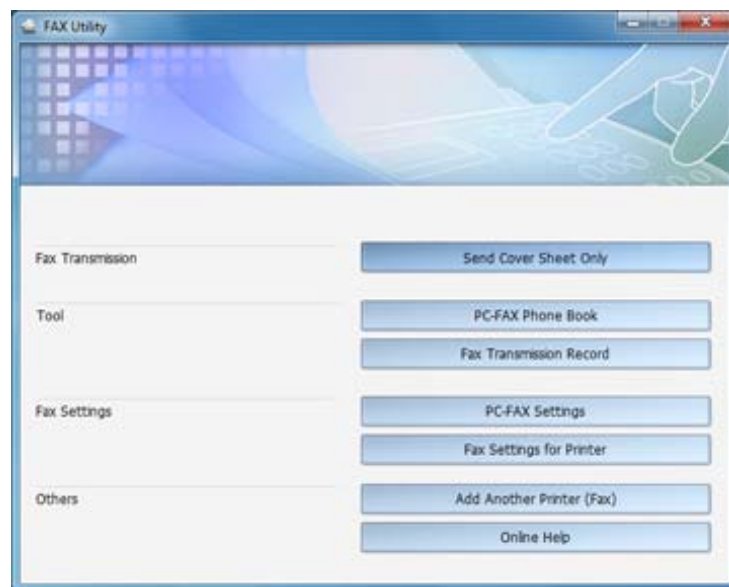 FAX Utility
Fax Transmission
Send Cover Sheet Only
Tool
PC-FAX Phone Book
Fax Transmission Record
Fax Settings
PC-FAX Settings
Fax Settings for Printer
Others
Add Another Printer (Fax)
Online Help